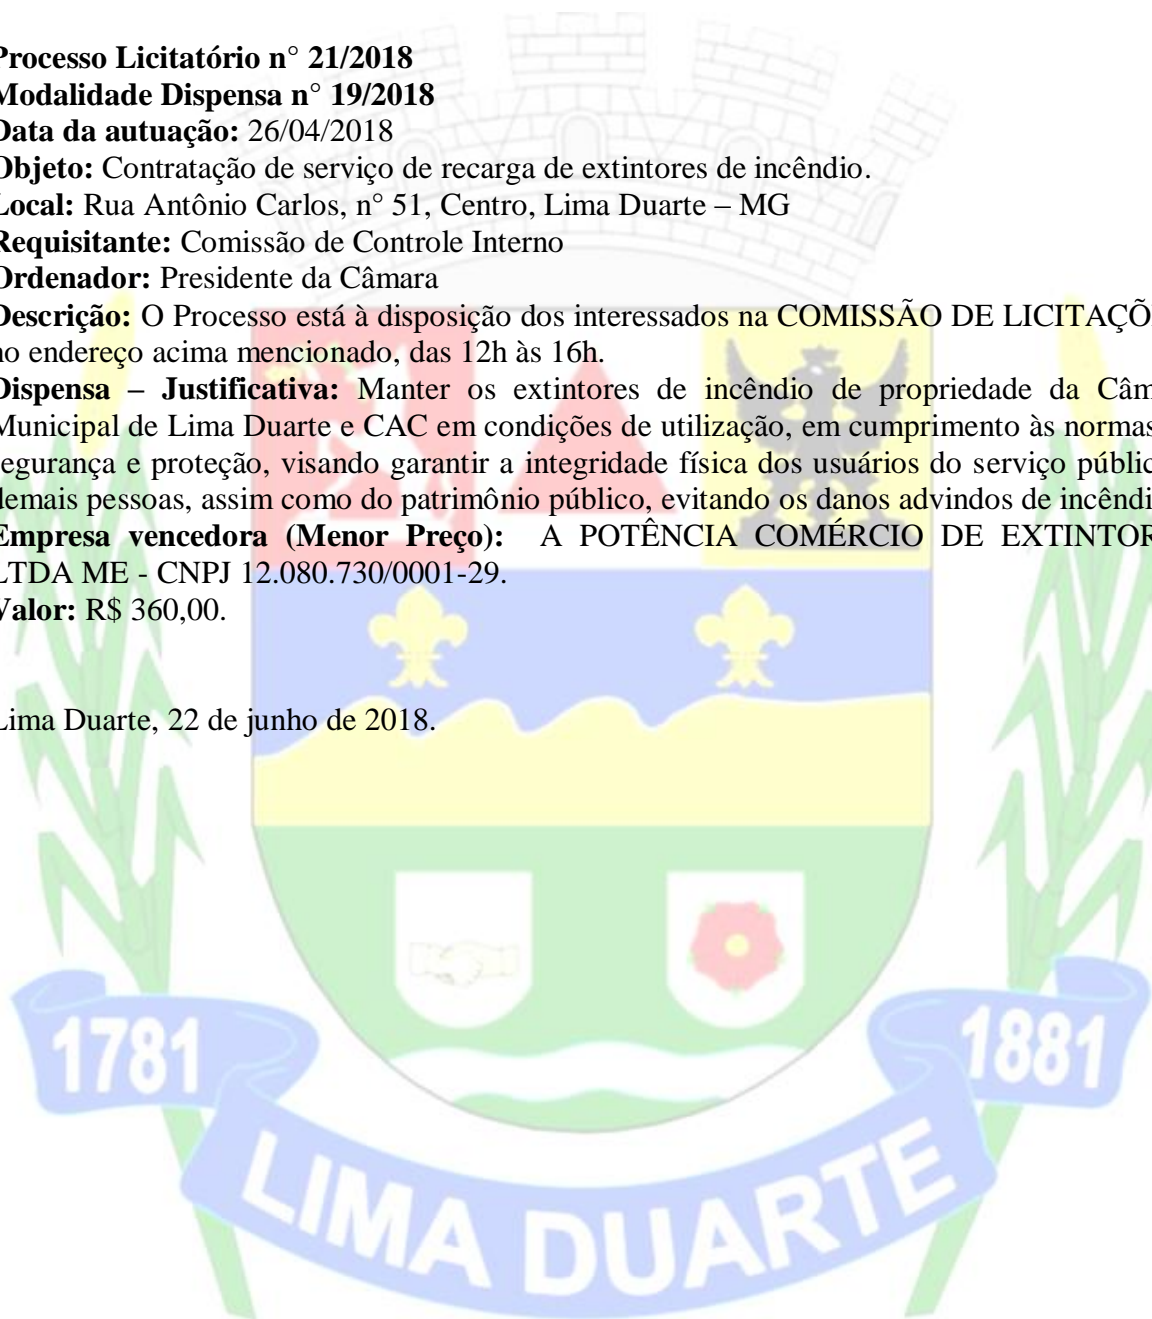 Processo Licitatório n° 21/2018
Modalidade Dispensa n° 19/2018
Data da autuação: 26/04/2018
Objeto: Contratação de serviço de recarga de extintores de incêndio.
Local: Rua Antônio Carlos, n° 51, Centro, Lima Duarte – MG
Requisitante: Comissão de Controle Interno
Ordenador: Presidente da Câmara
Descrição: O Processo está à disposição dos interessados na COMISSÃO DE LICITAÇÕ
no endereço acima mencionado, das 12h às 16h.
Dispensa – Justificativa: Manter os extintores de incêndio de propriedade da Câm
Municipal de Lima Duarte e CAC em condições de utilização, em cumprimento às normas
segurança e proteção, visando garantir a integridade física dos usuários do serviço públic
demais pessoas, assim como do patrimônio público, evitando os danos advindos de incêndi
Empresa vencedora (Menor Preço): A POTÊNCIA COMÉRCIO DE EXTINTOR
LTDA ME - CNPJ 12.080.730/0001-29.
Valor: R$ 360,00.
Lima Duarte, 22 de junho de 2018.
1781
1881
LIMA DUARTE